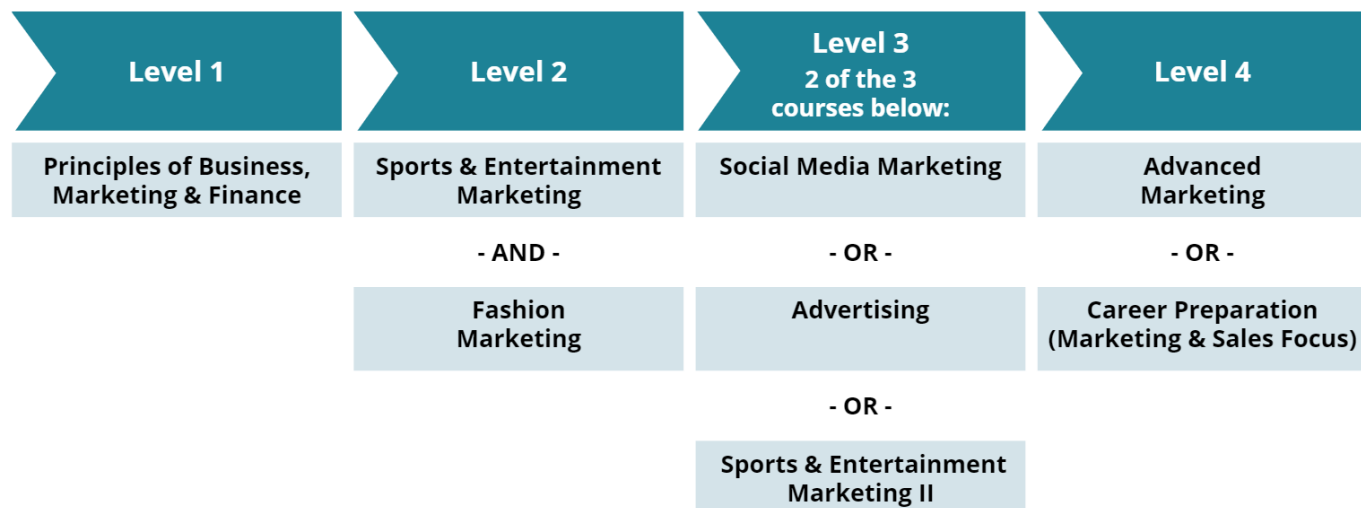 Level 1
Principles of Business,
Marketing & Finance
Level 2
Sports & Entertainment
Marketing
- AND -
Fashion
Marketing
Level 3
2 of the 3
courses below:
Social Media Marketing
- OR -
Advertising
- OR -
Sports & Entertainment
Marketing II
Level 4
Advanced
Marketing
- OR -
Career Preparation
(Marketing & Sales Focus)